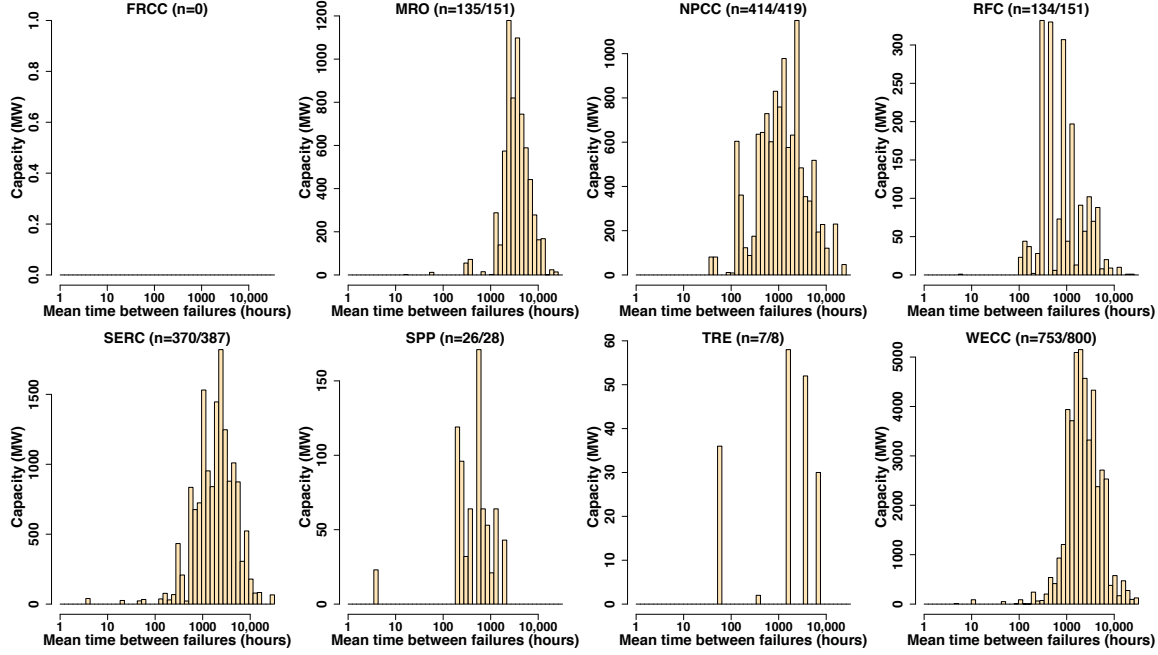 FRCC (n=0)
Capacity (MW)
0.0 0.2 0.4 0.6 0.8 1.0
1 10 100 1000 10,000
Mean time between failures (hours)
MRO (n=135/151)
Capacity (MW)
0 200 400 600 800 1000 1200
1 10 100 1000 10,000
Mean time between failures (hours)
NPCC (n=414/419)
Capacity (MW)
0 200 400 600 800 1000
1 10 100 1000 10,000
Mean time between failures (hours)
RFC (n=134/151)
Capacity (MW)
0 50 100 150 200 250 300
1 10 100 1000 10,000
Mean time between failures (hours)
SERC (n=370/387)
Capacity (MW)
0 500 1000 1500
1 10 100 1000 10,000
Mean time between failures (hours)
SPP (n=26/28)
Capacity (MW)
0 50 100 150
1 10 100 1000 10,000
Mean time between failures (hours)
TRE (n=7/8)
Capacity (MW)
0 10 20 30 40 50 60
1 10 100 1000 10,000
Mean time between failures (hours)
WECC (n=753/800)
Capacity (MW)
0 1000 2000 3000 4000 5000
1 10 100 1000 10,000
Mean time between failures (hours)